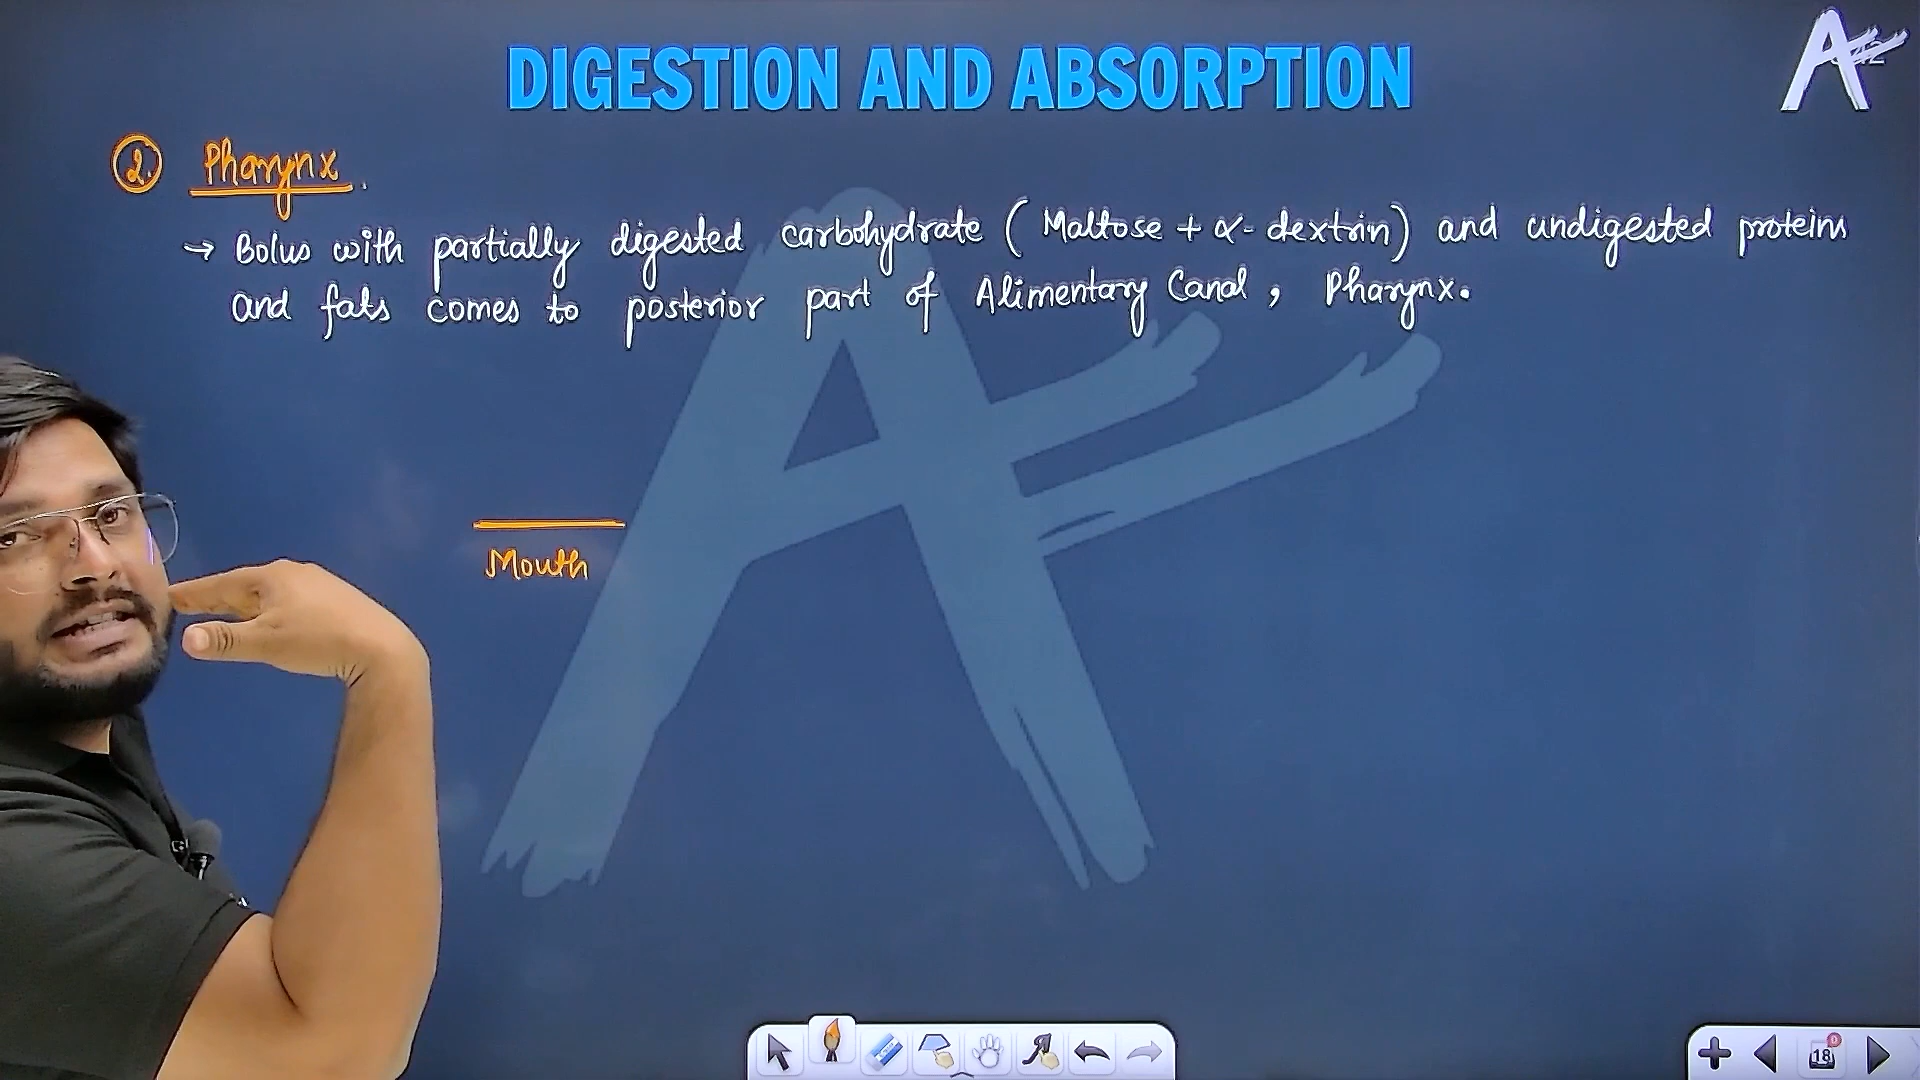 DIGESTION AND ABSORPTION
2. Pharynx.
→ Bolus with partially digested carbohydrate ( Maltose + α- dextrin) and undigested proteins
and fats comes to posterior part of Alimentary Canal , Pharynx.
Mouth
18